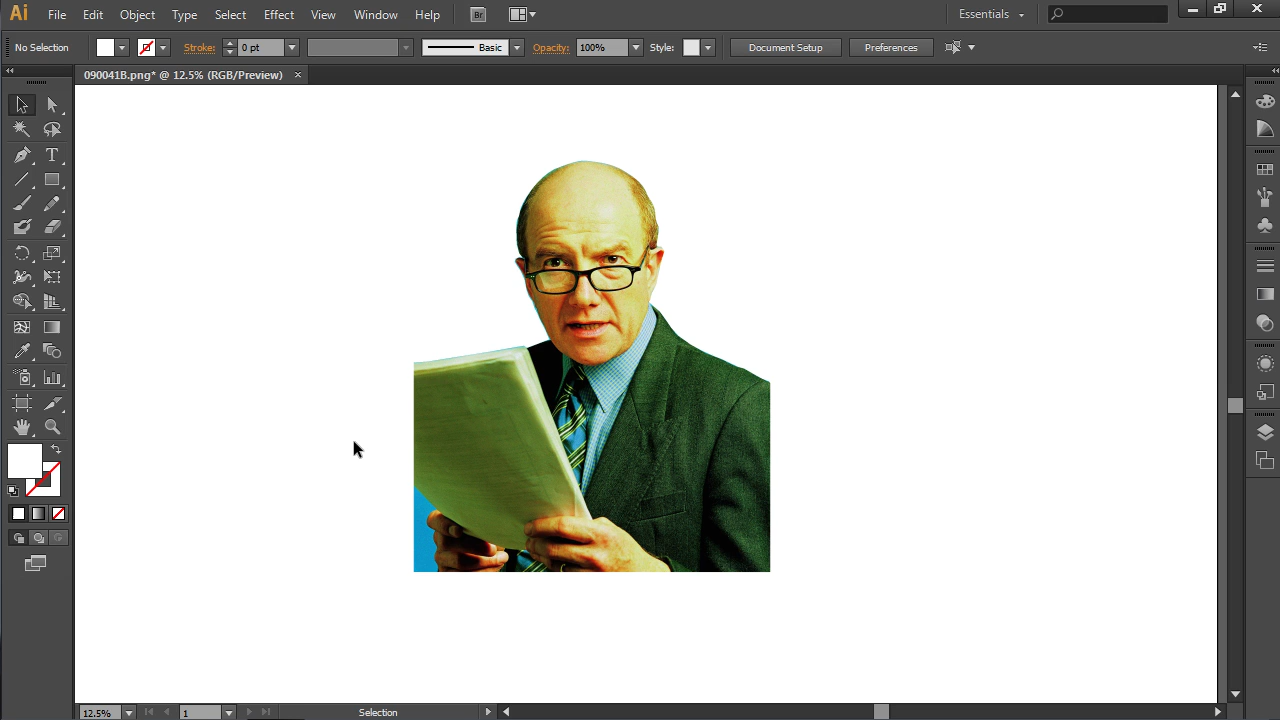 Ai File Edit Object Type Select Effect View Window Help Br Essentials
No Selection Stroke: 0 pt Basic Opacity: 100% Style: Document Setup Preferences
090041B.png* @ 12.5% (RGB/Preview) ×
T
12.5% 1 Selection